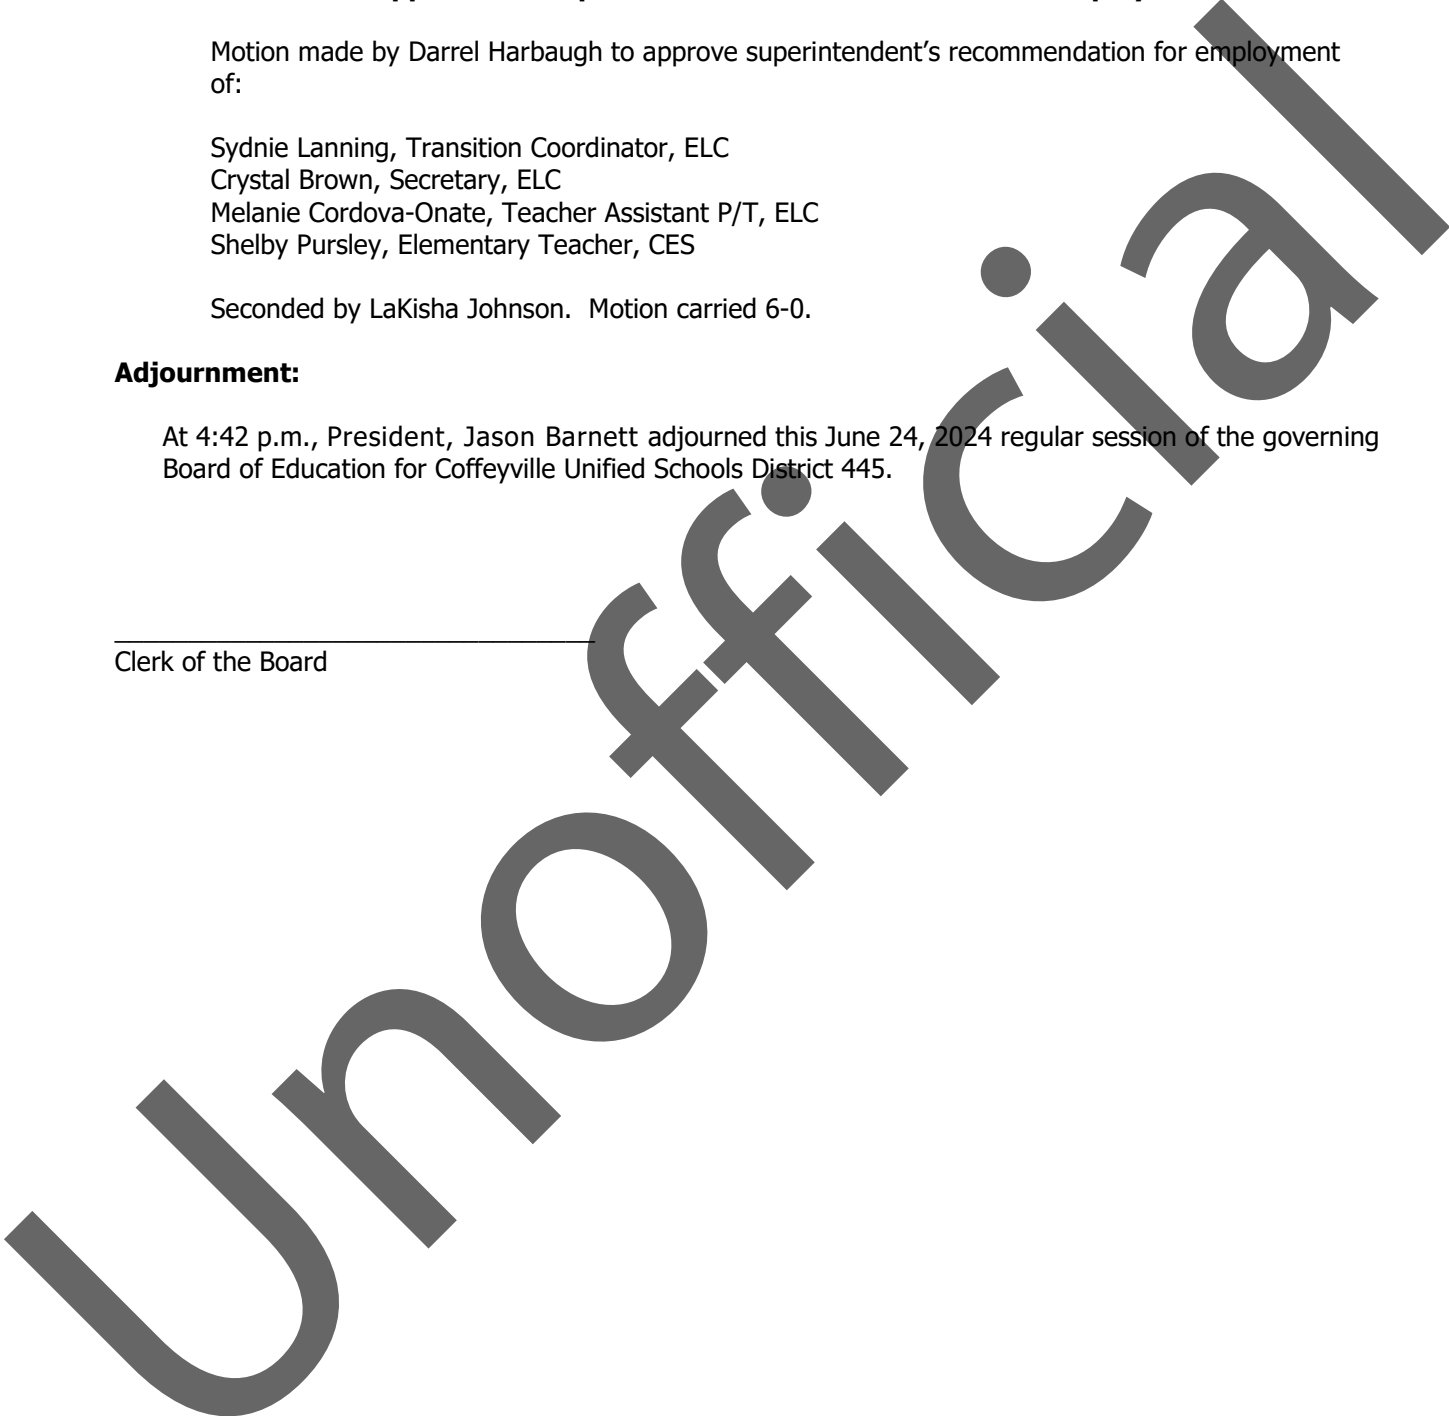 Motion made by Darrel Harbaugh to approve superintendent’s recommendation for employment
of:
Sydnie Lanning, Transition Coordinator, ELC
Crystal Brown, Secretary, ELC
Melanie Cordova-Onate, Teacher Assistant P/T, ELC
Shelby Pursley, Elementary Teacher, CES
Seconded by LaKisha Johnson.  Motion carried 6-0.
Adjournment:
At 4:42 p.m., President, Jason Barnett adjourned this June 24, 2024 regular session of the governing
Board of Education for Coffeyville Unified Schools District 445.
Clerk of the Board
Unofficial